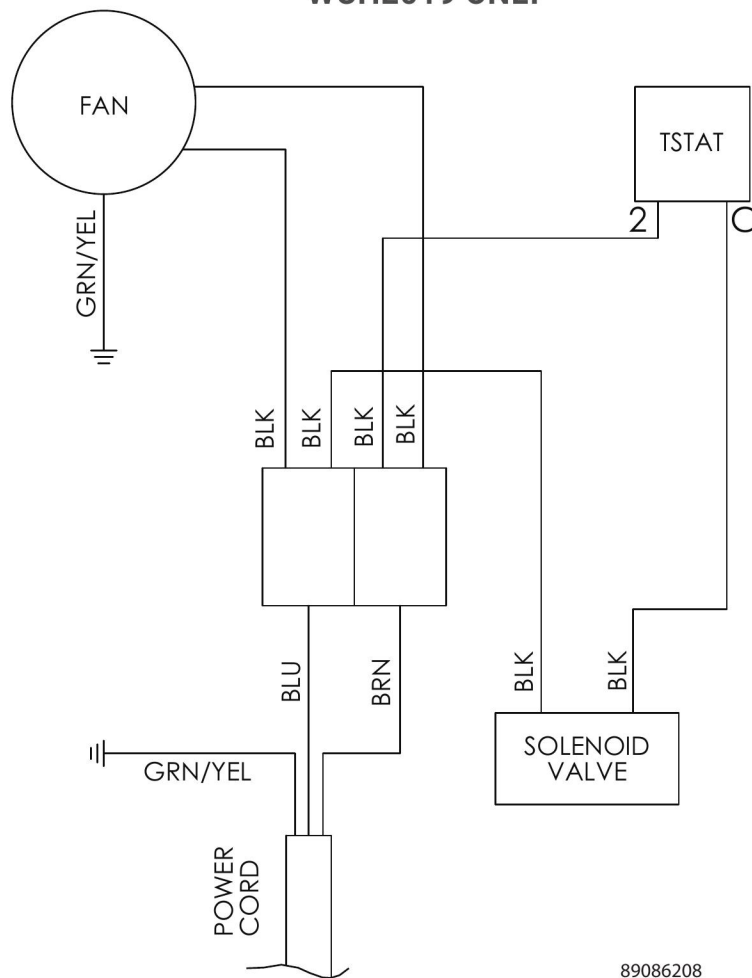 ONLY
FAN
TSTAT
2
C
GRN/YEL
BLK
BLK
BLK
BLK
BLU
BRN
BLK
BLK
GRN/YEL
SOLENOID
VALVE
POWER
CORD
89086208